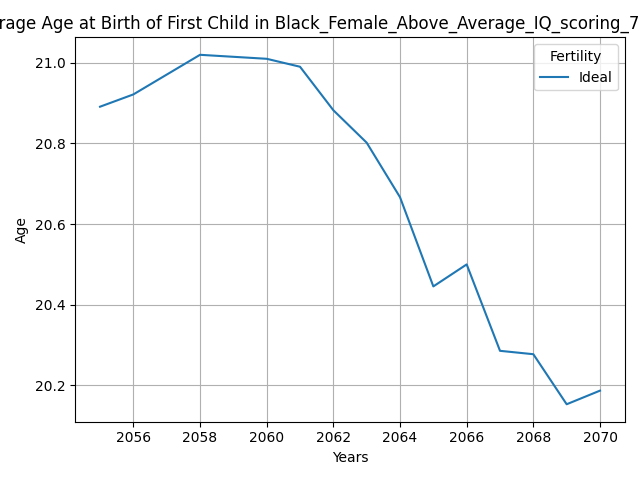 rage Age at Birth of First Child in Black_Female_Above_Average_IQ_scoring_7
Fertility
Ideal
21.0
20.8
20.6
20.4
20.2
Age
2056 2058 2060 2062 2064 2066 2068 2070
Years